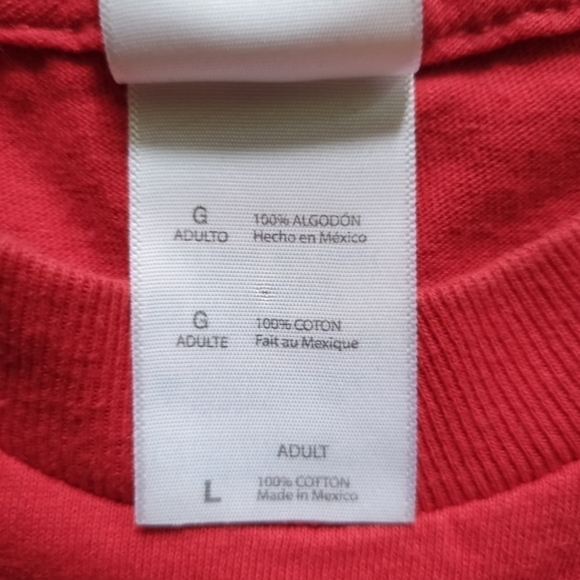 G 100% ALGODÓN
ADULTO Hecho en México
G 100% COTON
ADULTE Fait au Mexique
ADULT
L 100% COTTON
Made in Mexico